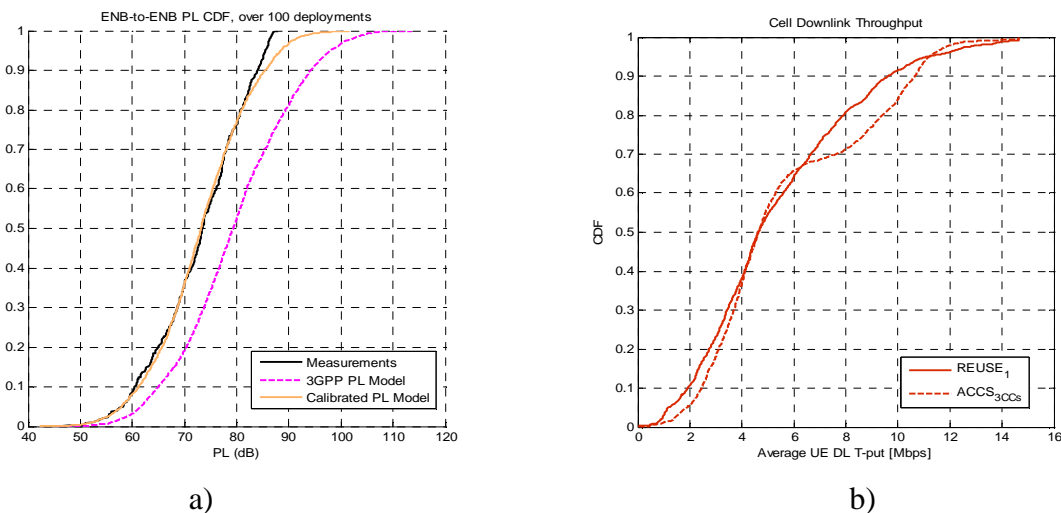 ENB-to-ENB PL CDF, over 100 deployments
1
0.9
0.8
0.7
0.6
0.5
0.4
0.3
0.2
0.1
0
40 50 60 70 80 90 100 110 120
PL (dB)
Measurements
3GPP PL Model
Calibrated PL Model
a)
Cell Downlink Throughput
CDF
1
0.9
0.8
0.7
0.6
0.5
0.4
0.3
0.2
0.1
0
0 2 4 6 8 10 12 14 16
Average UE DL T-put [Mbps]
REUSE1
ACCS3CCs
b)